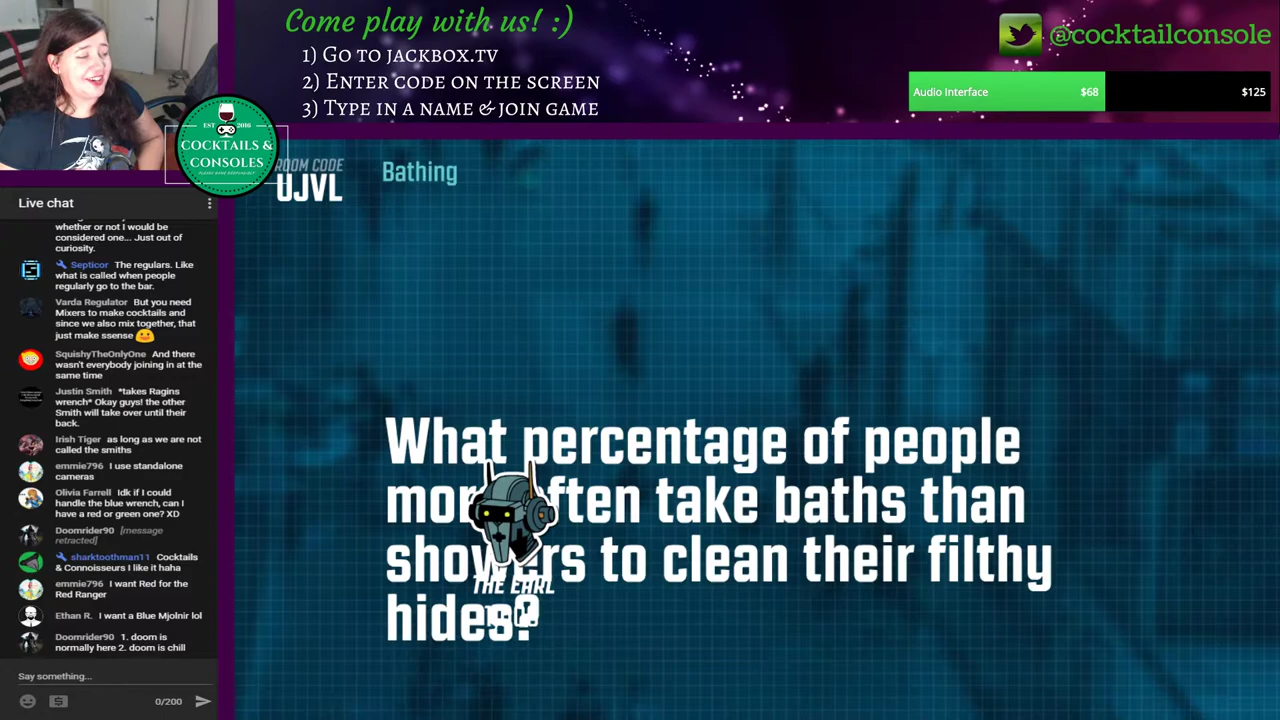 Come play with us! :)
1) Go to jackbox.tv
2) Enter code on the screen
3) Type in a name & join game
@cocktailconsole
Audio Interface $68 $125
EST 2016
COCKTAILS &
CONSOLES
ROOM CODE
UJVL
Bathing
What percentage of people
more often take baths than
showers to clean their filthy
hides?
THE EARL
Live chat
whether or not I would be
considered one... Just out of
curiosity.
Septicor The regulars. Like
what is called when people
regularly go to the bar.
Varda Regulator But you need
Mixers to make cocktails and
since we also mix together, that
just make ssense
SquishyTheOnlyOne And there
wasn't everybody joining in at the
same time
Justin Smith *takes Ragins
wrench* Okay guys! the other
Smith will take over until their
back.
Irish Tiger as long as we are not
called the smiths
emmie796 I use standalone
cameras
Olivia Farrell Idk if I could
handle the blue wrench, can I
have a red or green one? XD
Doomrider90 [message
retracted]
sharktoothman11 Cocktails
& Connoisseurs I like it haha
emmie796 I want Red for the
Red Ranger
Ethan R. I want a Blue Mjolnir lol
Doomrider90 1. doom is
normally here 2. doom is chill
Say something...
0/200